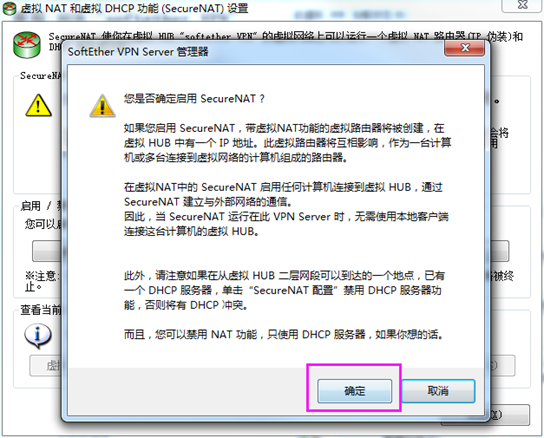 虚拟 NAT 和虚拟 DHCP 功能 (SecureNAT) 设置
SecureNAT 使你在虚拟 HUB "softether VPN" 的虚拟网络上可以运行一个虚拟 NAT 路由器(IP 伪装)和
SoftEther VPN Server 管理器
您是否确定启用 SecureNAT？
如果您启用 SecureNAT，带虚拟NAT功能的虚拟路由器将被创建，在
虚拟 HUB 中有一个 IP 地址。此虚拟路由器将互相影响，作为一台计算
机或多台连接到虚拟网络的计算机组成的路由器。
在虚拟NAT中的 SecureNAT 启用任何计算机连接到虚拟 HUB，通过
SecureNAT 建立与外部网络的通信。
因此，当 SecureNAT 运行在此 VPN Server 时，无需使用本地客户端
连接这台计算机的虚拟 HUB。
此外，请注意如果在从虚拟 HUB 二层网段可以到达的一个地点，已有
一个 DHCP 服务器，单击“SecureNAT 配置”禁用 DHCP 服务器功
能，否则将有 DHCP 冲突。
而且，您可以禁用 NAT 功能，只使用 DHCP 服务器，如果你想的话。
确定
取消
启用 /
您可以
※注意:
止。
查看当前
将被终